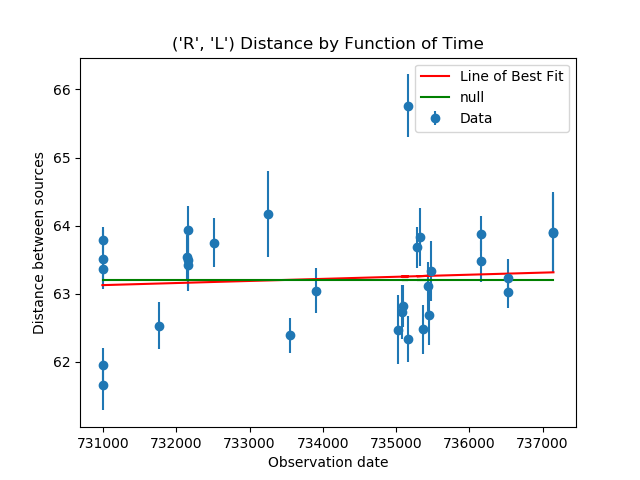 ('R', 'L') Distance by Function of Time
Line of Best Fit
null
Data
Distance between sources
66
65
64
63
62
731000 732000 733000 734000 735000 736000 737000
Observation date